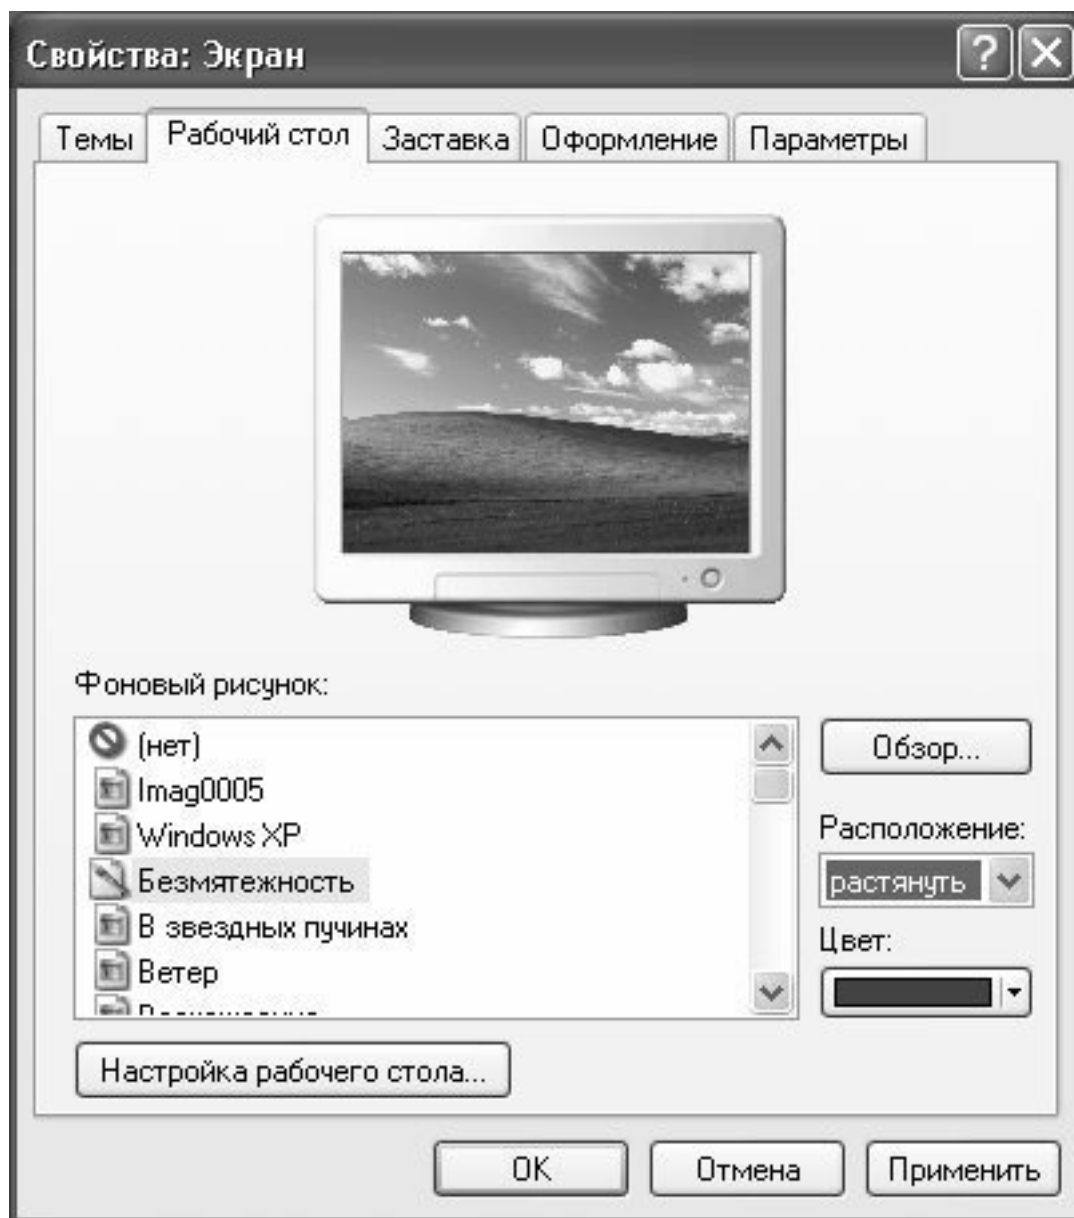 Свойства: Экран
Темы Рабочий стол Заставка Оформление Параметры
Фоновый рисунок:
(нет)
Imag0005
Windows XP
Безмятежность
В звездных пучинах
Ветер
Обзор...
Расположение:
растянуть
Цвет:
Настройка рабочего стола...
OK Отмена Применить